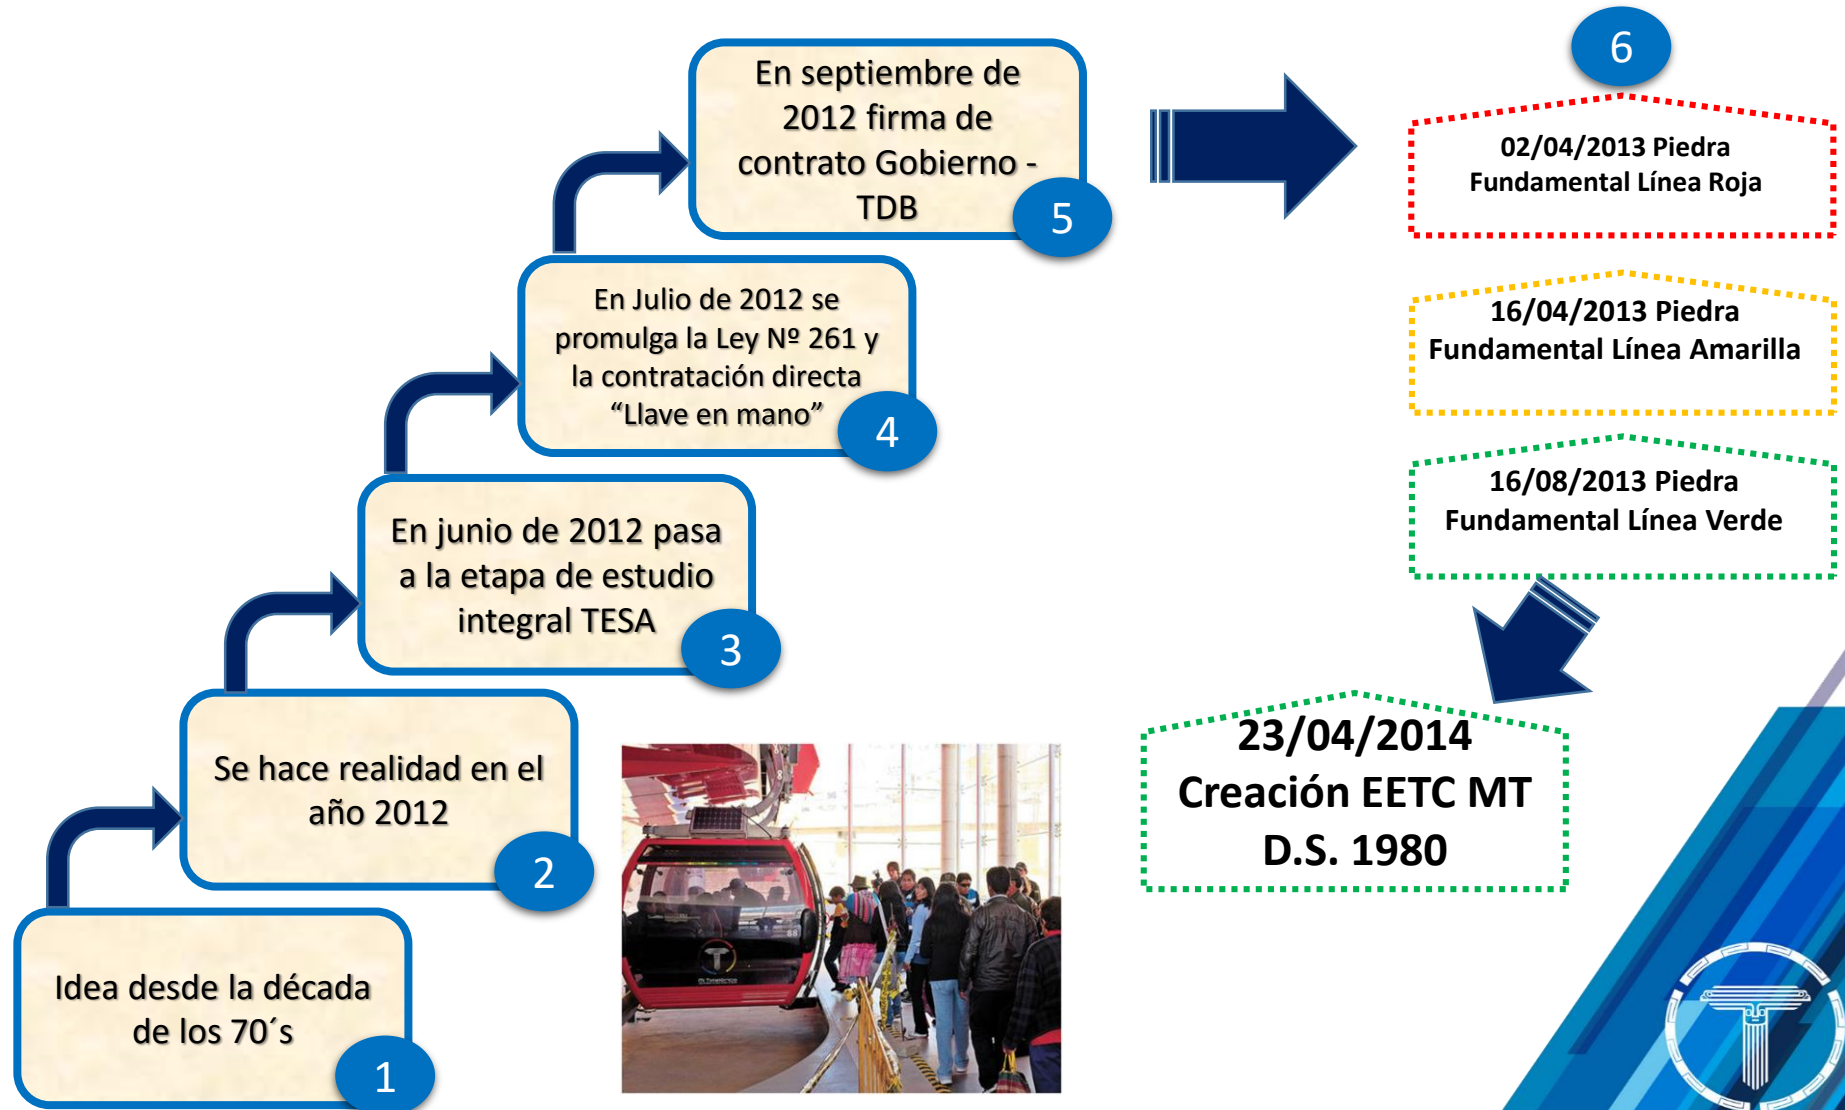 Idea desde la década
de los 70´s
1
Se hace realidad en el
año 2012
2
En junio de 2012 pasa
a la etapa de estudio
integral TESA
3
En Julio de 2012 se
promulga la Ley Nº 261 y
la contratación directa
“Llave en mano”
4
En septiembre de
2012 firma de
contrato Gobierno -
TDB
5
6
02/04/2013 Piedra
Fundamental Línea Roja
16/04/2013 Piedra
Fundamental Línea Amarilla
16/08/2013 Piedra
Fundamental Línea Verde
23/04/2014
Creación EETC MT
D.S. 1980
88